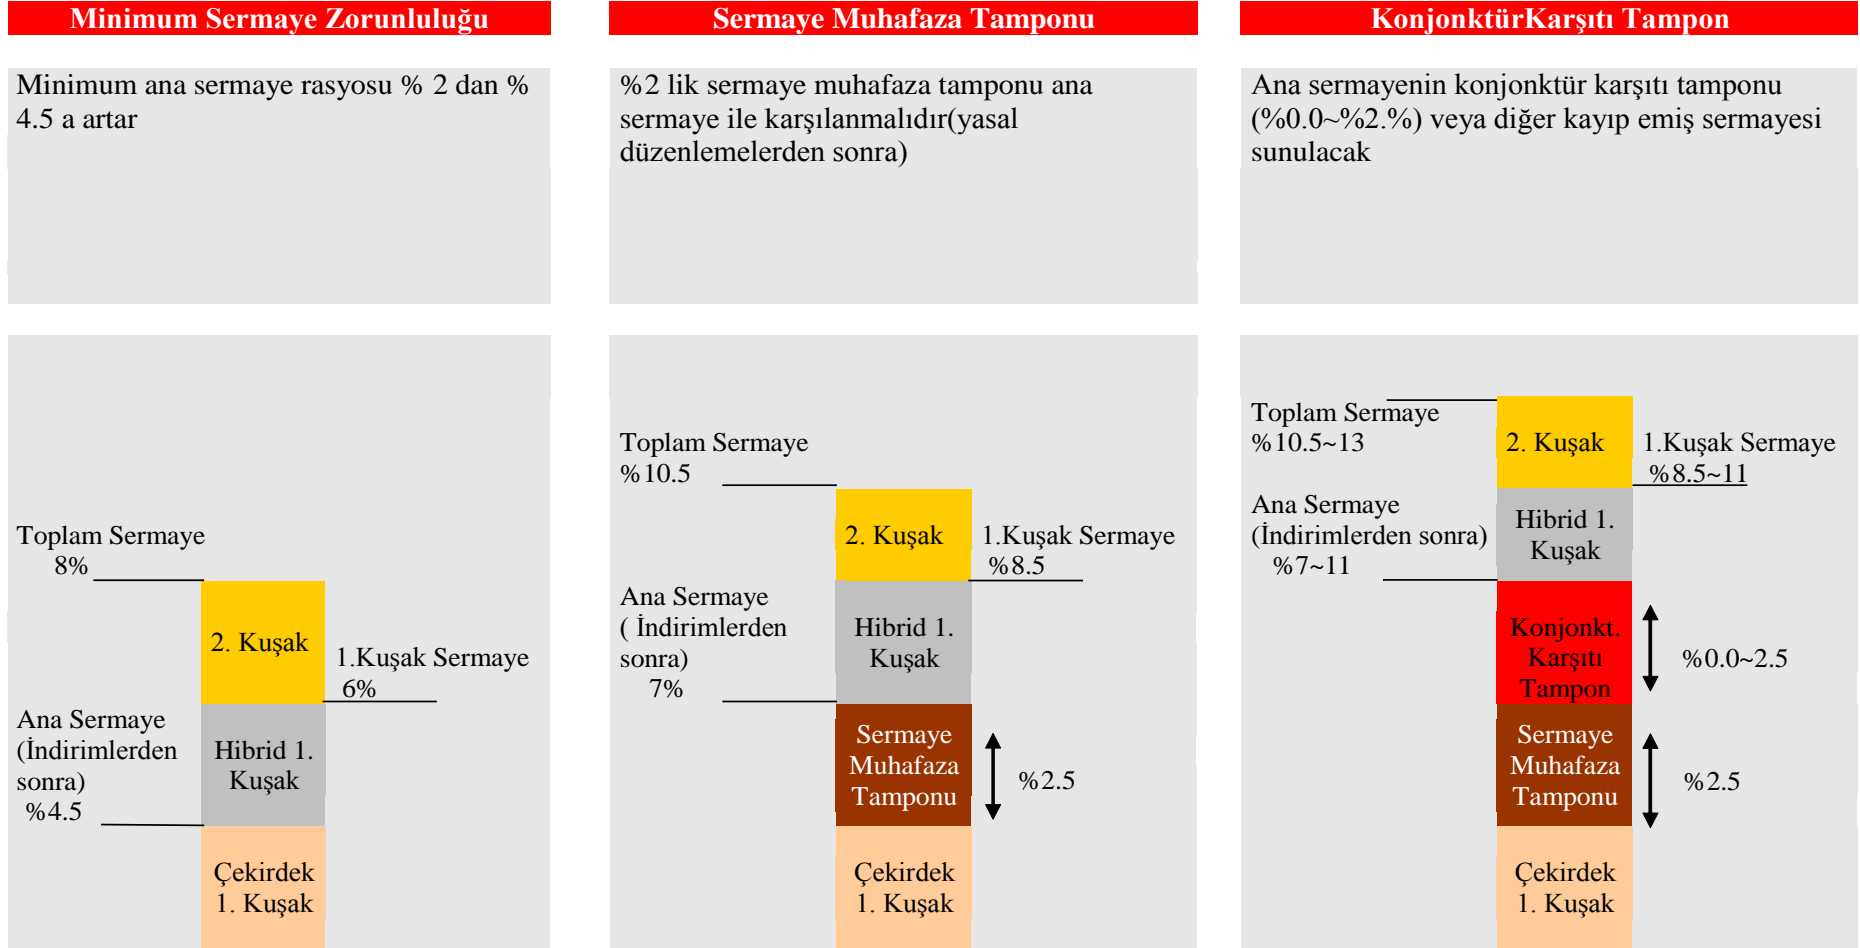 Minimum Sermaye Zorunluluğu
Minimum ana sermaye rasyosu % 2 dan %
4.5 a artar
Toplam Sermaye
8%
2. Kuşak
1.Kuşak Sermaye
6%
Ana Sermaye
(İndirimlerden
sonra)
%4.5
Hibrid 1.
Kuşak
Çekirdek
1. Kuşak
Sermaye Muhafaza Tamponu
%2 lik sermaye muhafaza tamponu ana
sermaye ile karşılanmalıdır(yasal
düzenlemelerden sonra)
Toplam Sermaye
%10.5
2. Kuşak
1.Kuşak Sermaye
%8.5
Ana Sermaye
( İndirimlerden
sonra)
7%
Hibrid 1.
Kuşak
Sermaye
Muhafaza
Tamponu
%2.5
Çekirdek
1. Kuşak
KonjonktürKarşıtı Tampon
Ana sermayenin konjonktür karşıtı tamponu
(%0.0~%2.%) veya diğer kayıp emiş sermayesi
sunulacak
Toplam Sermaye
%10.5~13
2. Kuşak
1.Kuşak Sermaye
%8.5~11
Ana Sermaye
(İndirimlerden sonra)
%7~11
Hibrid 1.
Kuşak
Konjonkt.
Karşıtı
Tampon
%0.0~2.5
Sermaye
Muhafaza
Tamponu
%2.5
Çekirdek
1. Kuşak